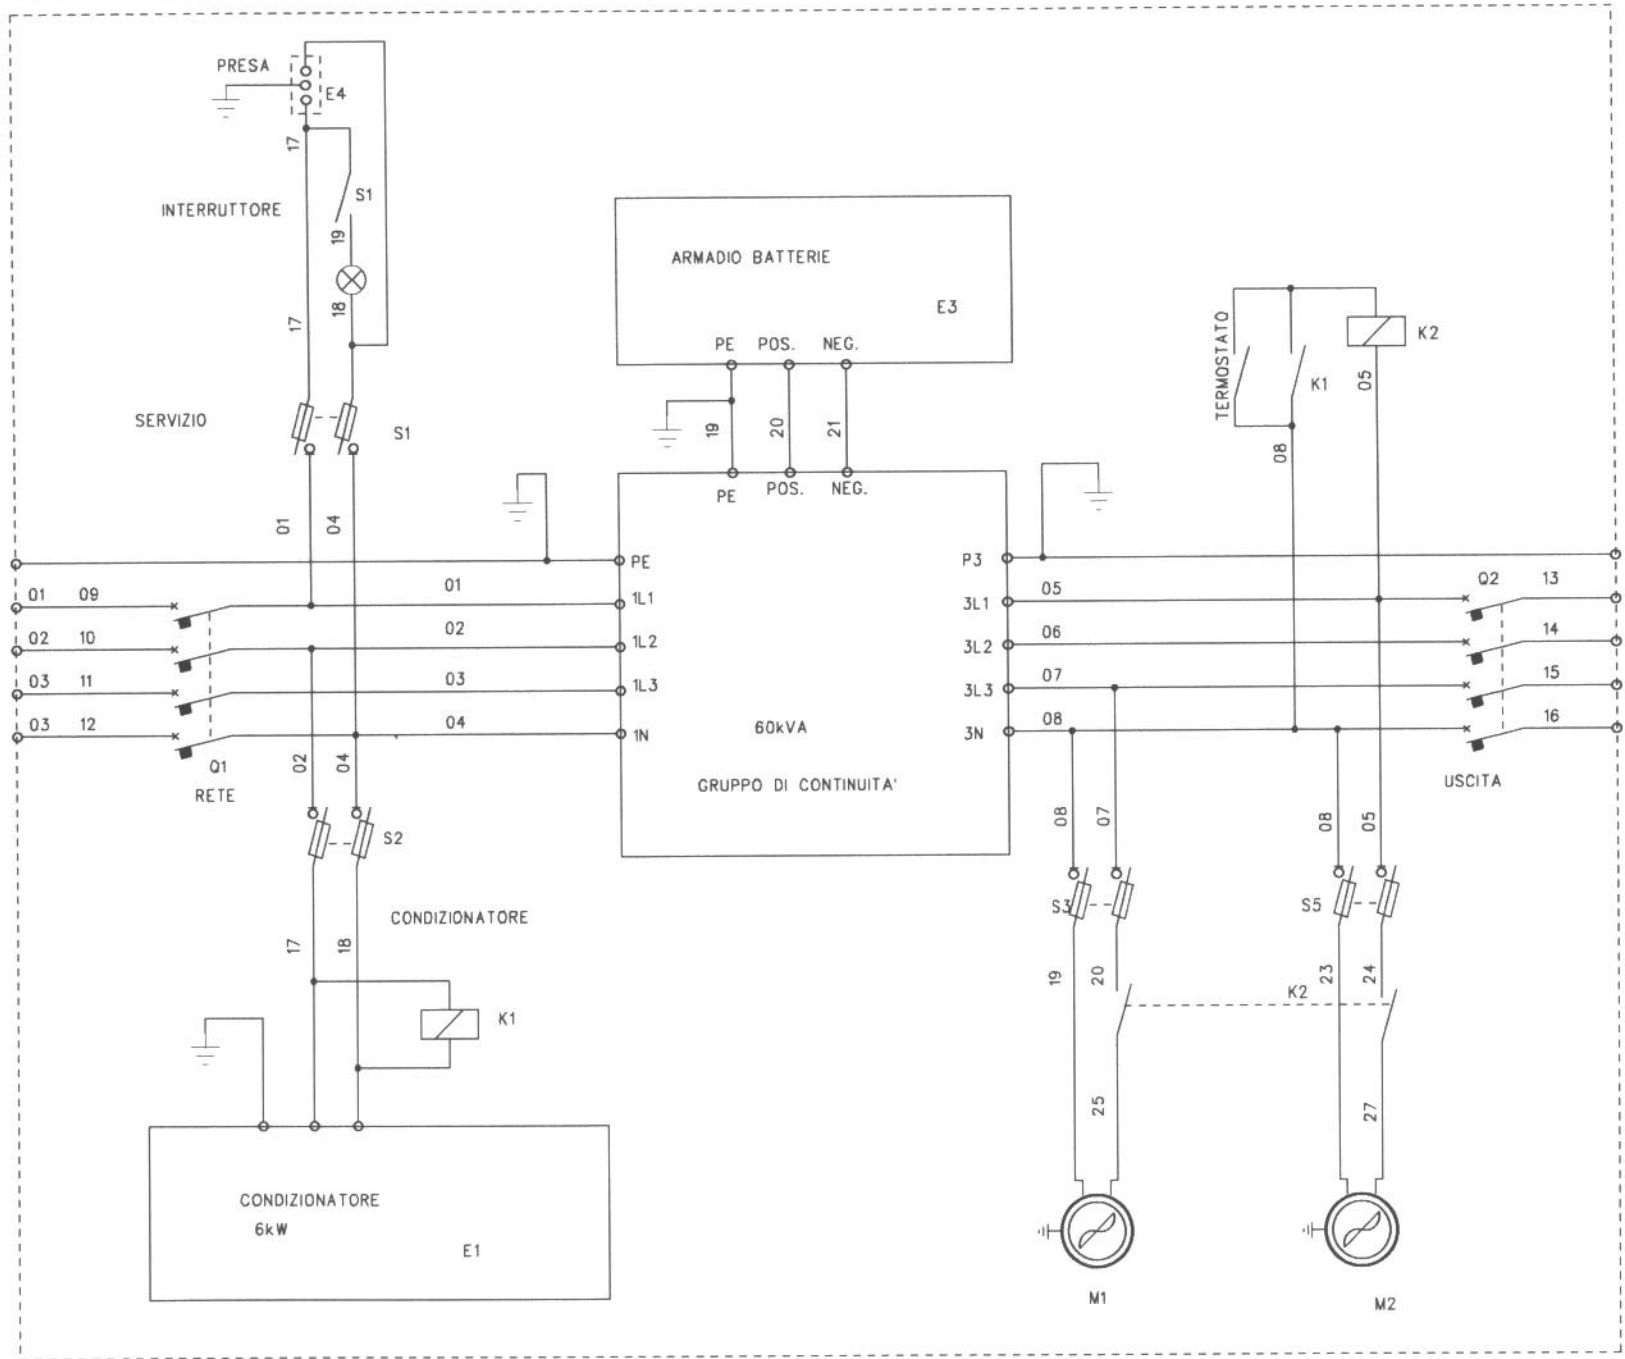 PRESA
E4
17
S1
INTERRUTTORE
19
18
17
SERVIZIO
S1
01
04
ARMADIO BATTERIE
E3
PE POS. NEG.
19
20
21
PE POS. NEG.
TERMOSTATO
K1
K2
05
08
PE
01 09
01
1L1
02 10
02
1L2
03 11
03
1L3
03 12
04
1N
Q1
RETE
60kVA
GRUPPO DI CONTINUITA'
P3
3L1
05
Q2
13
3L2
06
14
3L3
07
15
3N
08
16
USCITA
02
04
S2
CONDIZIONATORE
17
18
K1
CONDIZIONATORE
6kW
E1
08
07
08
05
S3
S5
19
20
23
24
K2
25
27
M1
M2